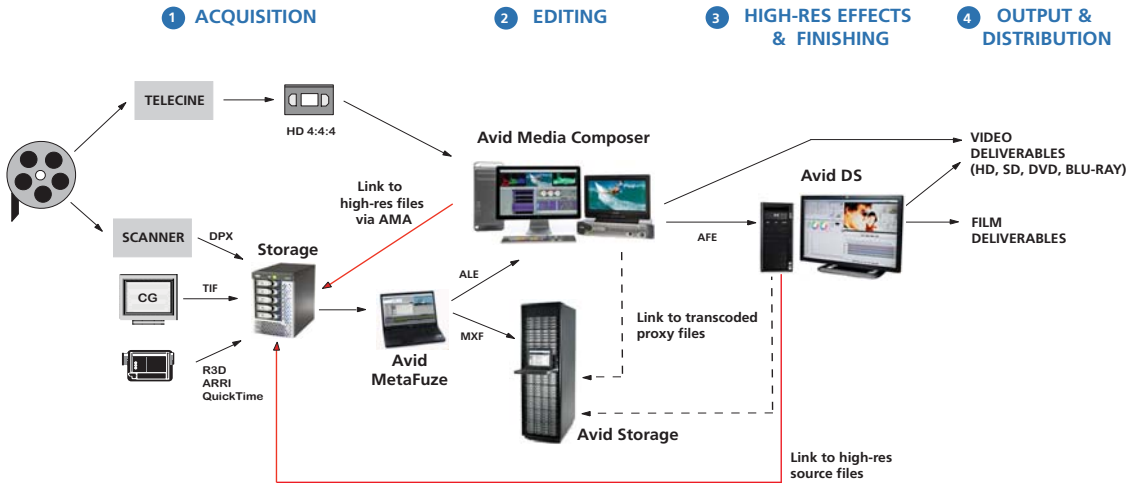 1 ACQUISITION
2 EDITING
3 HIGH-RES EFFECTS
& FINISHING
4 OUTPUT &
DISTRIBUTION
TELECINE
HD 4:4:4
Avid Media Composer
VIDEO
DELIVERABLES
(HD, SD, DVD, BLU-RAY)
Avid DS
Link to
high-res files
via AMA
SCANNER
DPX
AFE
FILM
DELIVERABLES
Storage
CG
TIF
ALE
MXF
Link to transcoded
proxy files
R3D
ARRI
QuickTime
Avid
MetaFuze
Avid Storage
Link to high-res
source files